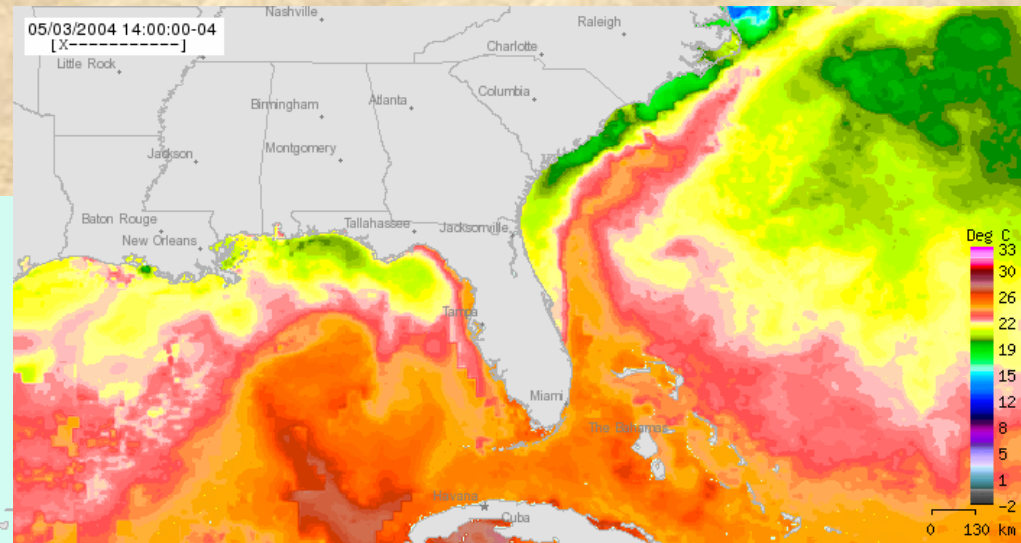 05/03/2004 14:00:00-04
[X------------]
Nashville
Raleigh
Charlotte
Little Rock
Columbia
Birmingham
Atlanta
Jackson
Montgomery
Baton Rouge
Tallahassee
Jacksonville
New Orleans
Tampa
Miami
The Bahamas
Havana
Cuba
Deg C
33
30
26
22
19
15
12
8
5
1
-2
0 130 km